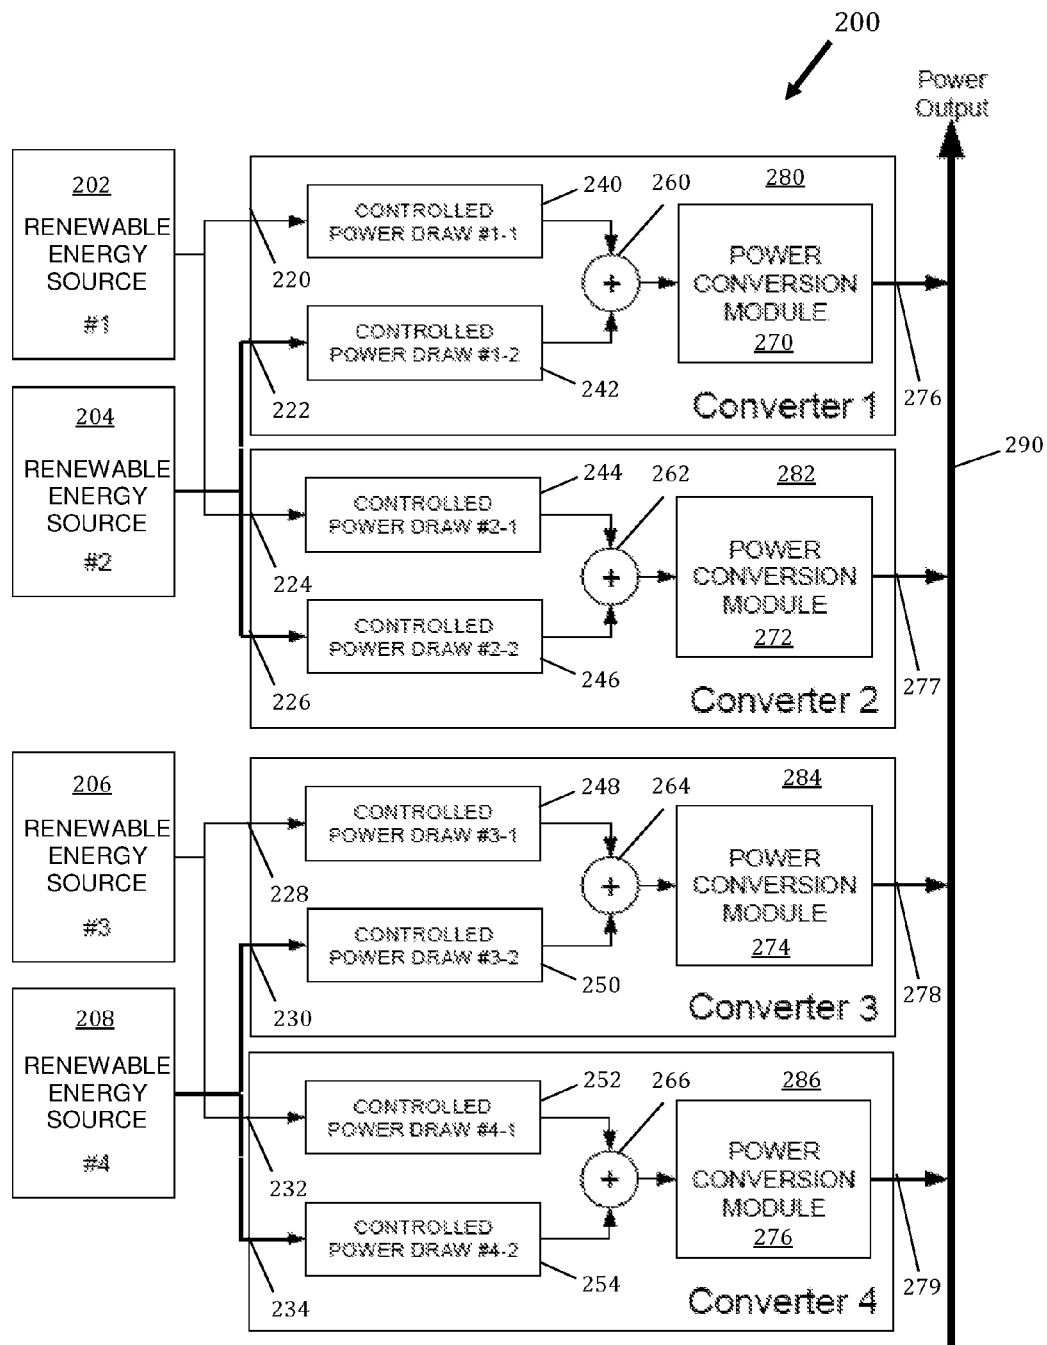 200
Power
Output
202
RENEWABLE
ENERGY
SOURCE
#1
220
CONTROLLED
POWER DRAW #1-1
240
260
280
POWER
CONVERSION
MODULE
270
276
222
CONTROLLED
POWER DRAW #1-2
242
Converter 1
290
204
RENEWABLE
ENERGY
SOURCE
#2
224
CONTROLLED
POWER DRAW #2-1
244
262
282
POWER
CONVERSION
MODULE
272
277
226
CONTROLLED
POWER DRAW #2-2
246
Converter 2
206
RENEWABLE
ENERGY
SOURCE
#3
228
CONTROLLED
POWER DRAW #3-1
248
264
284
POWER
CONVERSION
MODULE
274
278
230
CONTROLLED
POWER DRAW #3-2
250
Converter 3
208
RENEWABLE
ENERGY
SOURCE
#4
232
CONTROLLED
POWER DRAW #4-1
252
266
286
POWER
CONVERSION
MODULE
276
279
234
CONTROLLED
POWER DRAW #4-2
254
Converter 4